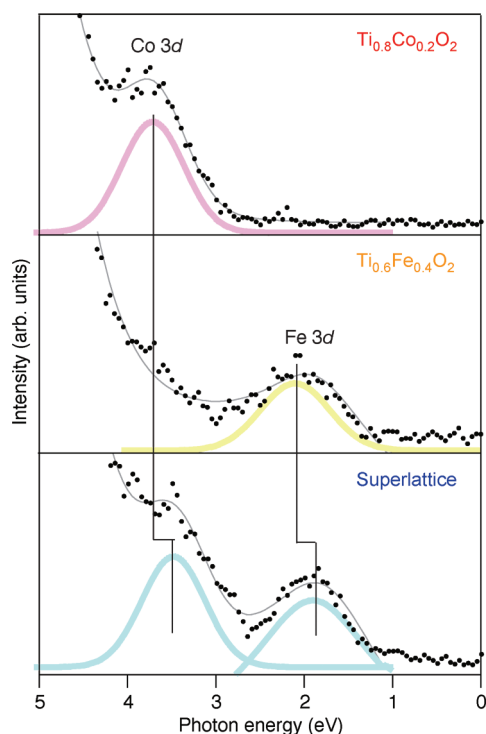 Ti0.8Co0.2O2
Co 3d
Ti0.6Fe0.4O2
Fe 3d
Superlattice
Intensity (arb. units)
5 4 3 2 1 0
Photon energy (eV)